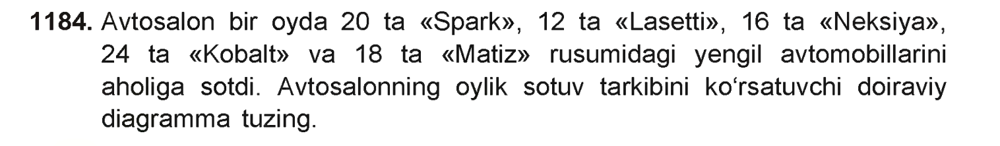 1184. Avtosalon bir oyda 20 ta «Spark», 12 ta «Lasetti», 16 ta «Neksiya»,
24 ta «Kobalt» va 18 ta «Matiz» rusumidagi yengil avtomobillarini
aholiga sotdi. Avtosalonning oylik sotuv tarkibini ko‘rsatuvchi doiraviy
diagramma tuzing.